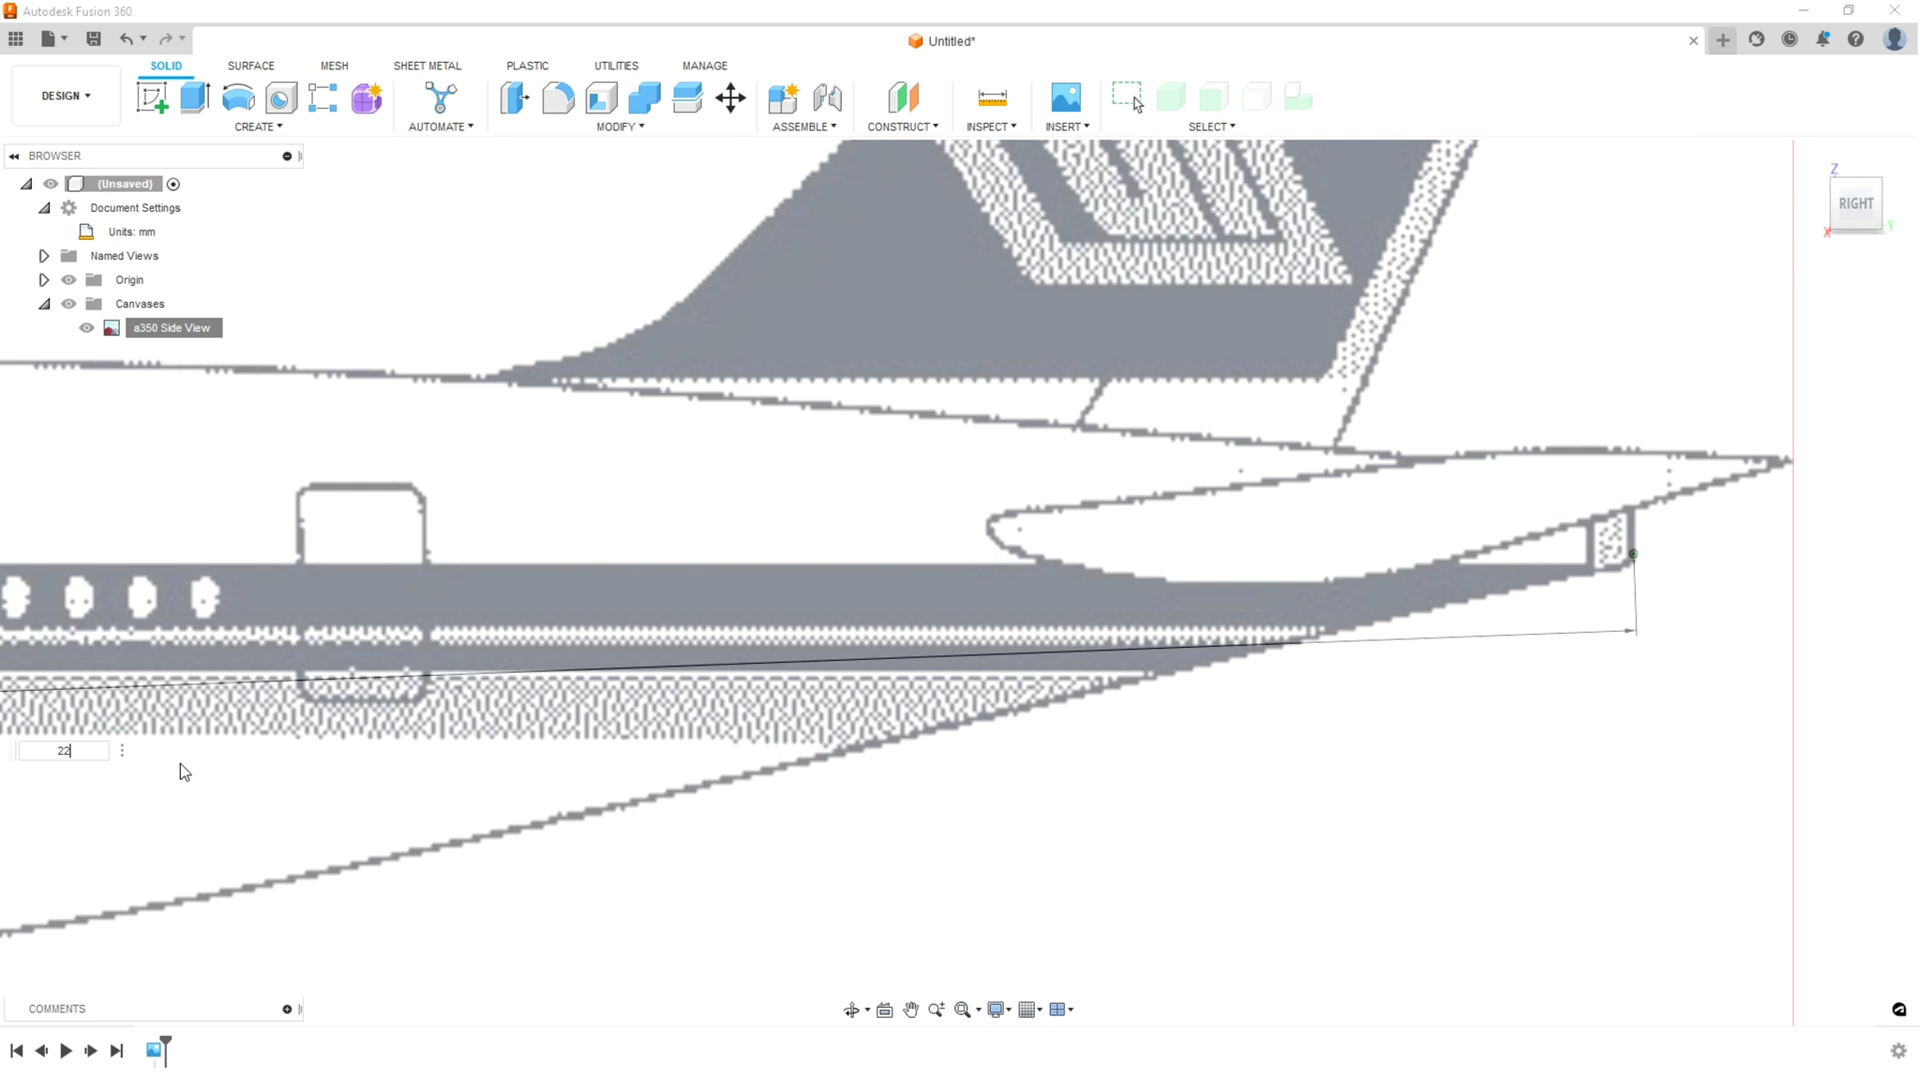 Autodesk Fusion 360
Untitled*
DESIGN
SOLID SURFACE MESH SHEET METAL PLASTIC UTILITIES MANAGE
CREATE AUTOMATE MODIFY ASSEMBLE CONSTRUCT INSPECT INSERT SELECT
BROWSER
(Unsaved)
Document Settings
Units: mm
Named Views
Origin
Canvases
a350 Side View
Z
RIGHT
Y
X
22
COMMENTS